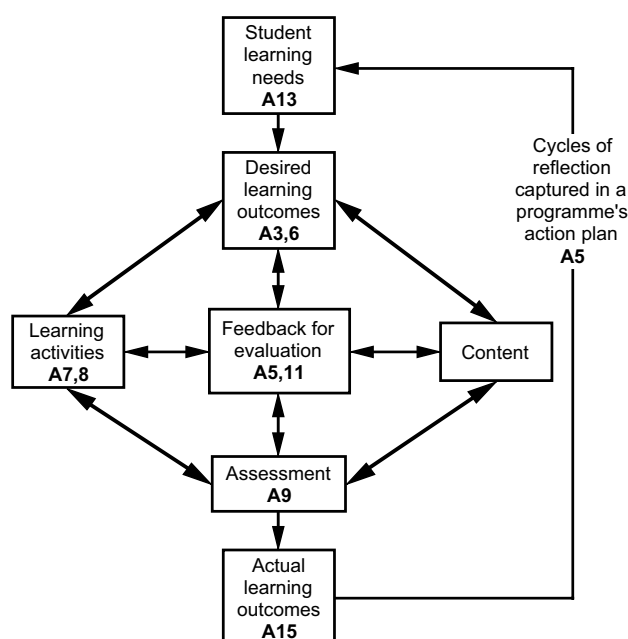 Student
learning
needs
A13
Desired
learning
outcomes
A3,6
Cycles of
reflection
captured in a
programme's
action plan
A5
Learning
activities
A7,8
Feedback for
evaluation
A5,11
Content
Assessment
A9
Actual
learning
outcomes
A15